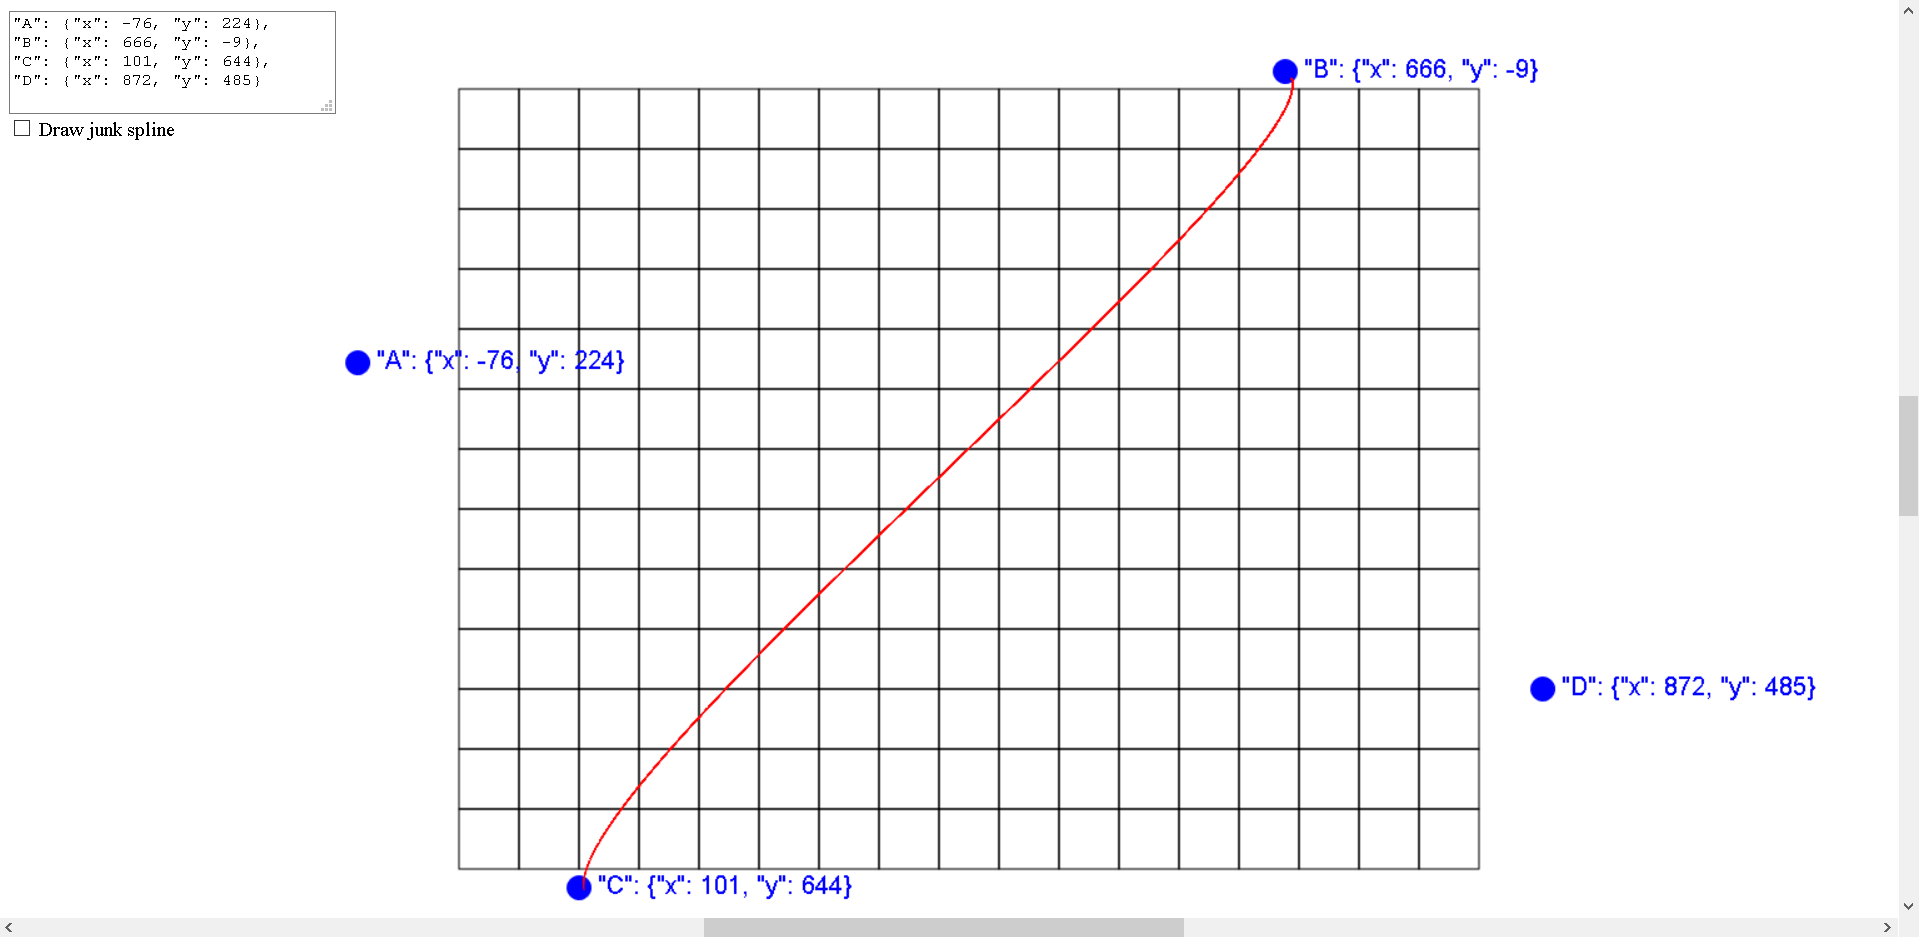 "A": {"x": -76, "y": 224},
"B": {"x": 666, "y": -9},
"C": {"x": 101, "y": 644},
"D": {"x": 872, "y": 485}
Draw junk spline
"B": {"x": 666, "y": -9}
"A": {"x": -76, "y": 224}
"D": {"x": 872, "y": 485}
"C": {"x": 101, "y": 644}